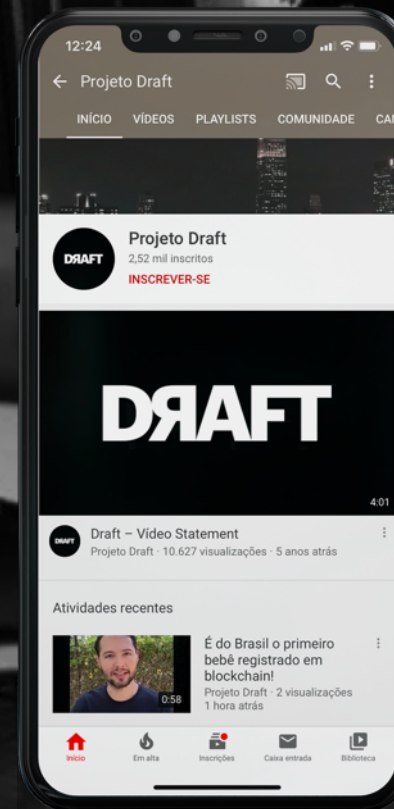 12:24
Projeto Draft
INÍCIO VÍDEOS PLAYLISTS COMUNIDADE CAN
DRAFT
Projeto Draft
2,52 mil inscritos
INSCREVER-SE
DRAFT
4:01
DRAFT
Draft – Vídeo Statement
Projeto Draft · 10.627 visualizações · 5 anos atrás
Atividades recentes
0:58
É do Brasil o primeiro
bebê registrado em
blockchain!
Projeto Draft · 2 visualizações
1 hora atrás
Início Em alta Inscrições Caixa entrada Biblioteca